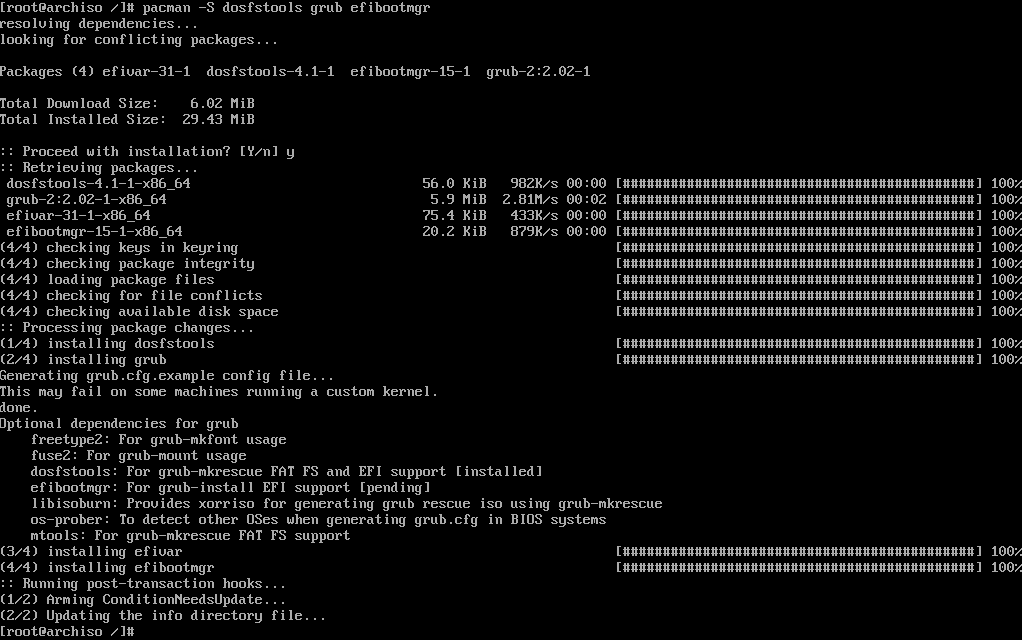 [root@archiso /]# pacman -S dosfstools grub efibootmgr
resolving dependencies...
looking for conflicting packages...

Packages (4) efivar-31-1  dosfstools-4.1-1  efibootmgr-15-1  grub-2:2.02-1

Total Download Size:    6.02 MiB
Total Installed Size:  29.43 MiB

:: Proceed with installation? [Y/n] y
:: Retrieving packages...
 dosfstools-4.1-1-x86_64                             56.0 KiB   982K/s 00:00 [############################################] 100%
 grub-2:2.02-1-x86_64                                 5.9 MiB  2.81M/s 00:02 [############################################] 100%
 efivar-31-1-x86_64                                  75.4 KiB   433K/s 00:00 [############################################] 100%
 efibootmgr-15-1-x86_64                              20.2 KiB   879K/s 00:00 [############################################] 100%
(4/4) checking keys in keyring                                               [############################################] 100%
(4/4) checking package integrity                                             [############################################] 100%
(4/4) loading package files                                                  [############################################] 100%
(4/4) checking for file conflicts                                            [############################################] 100%
(4/4) checking available disk space                                          [############################################] 100%
:: Processing package changes...
(1/4) installing dosfstools                                                  [############################################] 100%
(2/4) installing grub                                                        [############################################] 100%
Generating grub.cfg.example config file...
This may fail on some machines running a custom kernel.
done.
Optional dependencies for grub
    freetype2: For grub-mkfont usage
    fuse2: For grub-mount usage
    dosfstools: For grub-mkrescue FAT FS and EFI support [installed]
    efibootmgr: For grub-install EFI support [pending]
    libisoburn: Provides xorriso for generating grub rescue iso using grub-mkrescue
    os-prober: To detect other OSes when generating grub.cfg in BIOS systems
    mtools: For grub-mkrescue FAT FS support
(3/4) installing efivar                                                      [############################################] 100%
(4/4) installing efibootmgr                                                  [############################################] 100%
:: Running post-transaction hooks...
(1/2) Arming ConditionNeedsUpdate...
(2/2) Updating the info directory file...
[root@archiso /]#